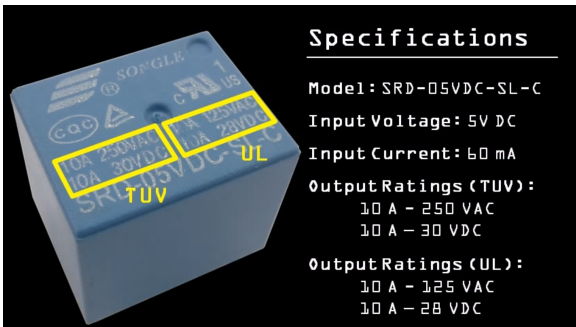 SONGLE
®
C US
CQC
10A 250VAC 10A 125VAC
10A 30VDC 10A 28VDC
SRD-05VDC-SL-C
TUV
UL
Specifications
Model: SRD-05VDC-SL-C
Input Voltage: 5V DC
Input Current: 60 mA
Output Ratings (TUV):
10 A - 250 VAC
10 A – 30 VDC
Output Ratings (UL):
10 A - 125 VAC
10 A – 28 VDC